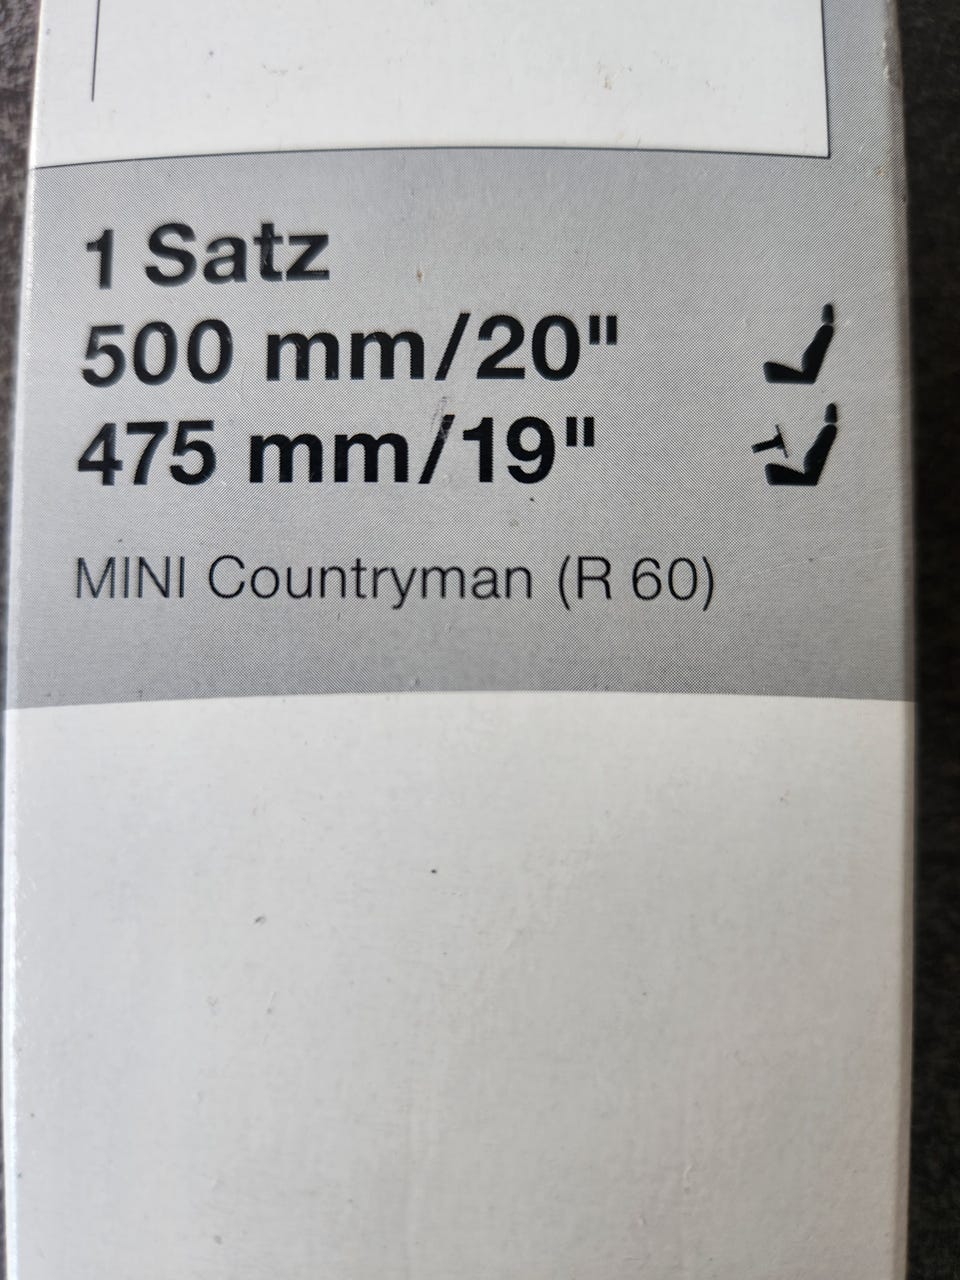 1 Satz
500 mm/20"
475 mm/19"
MINI Countryman (R 60)